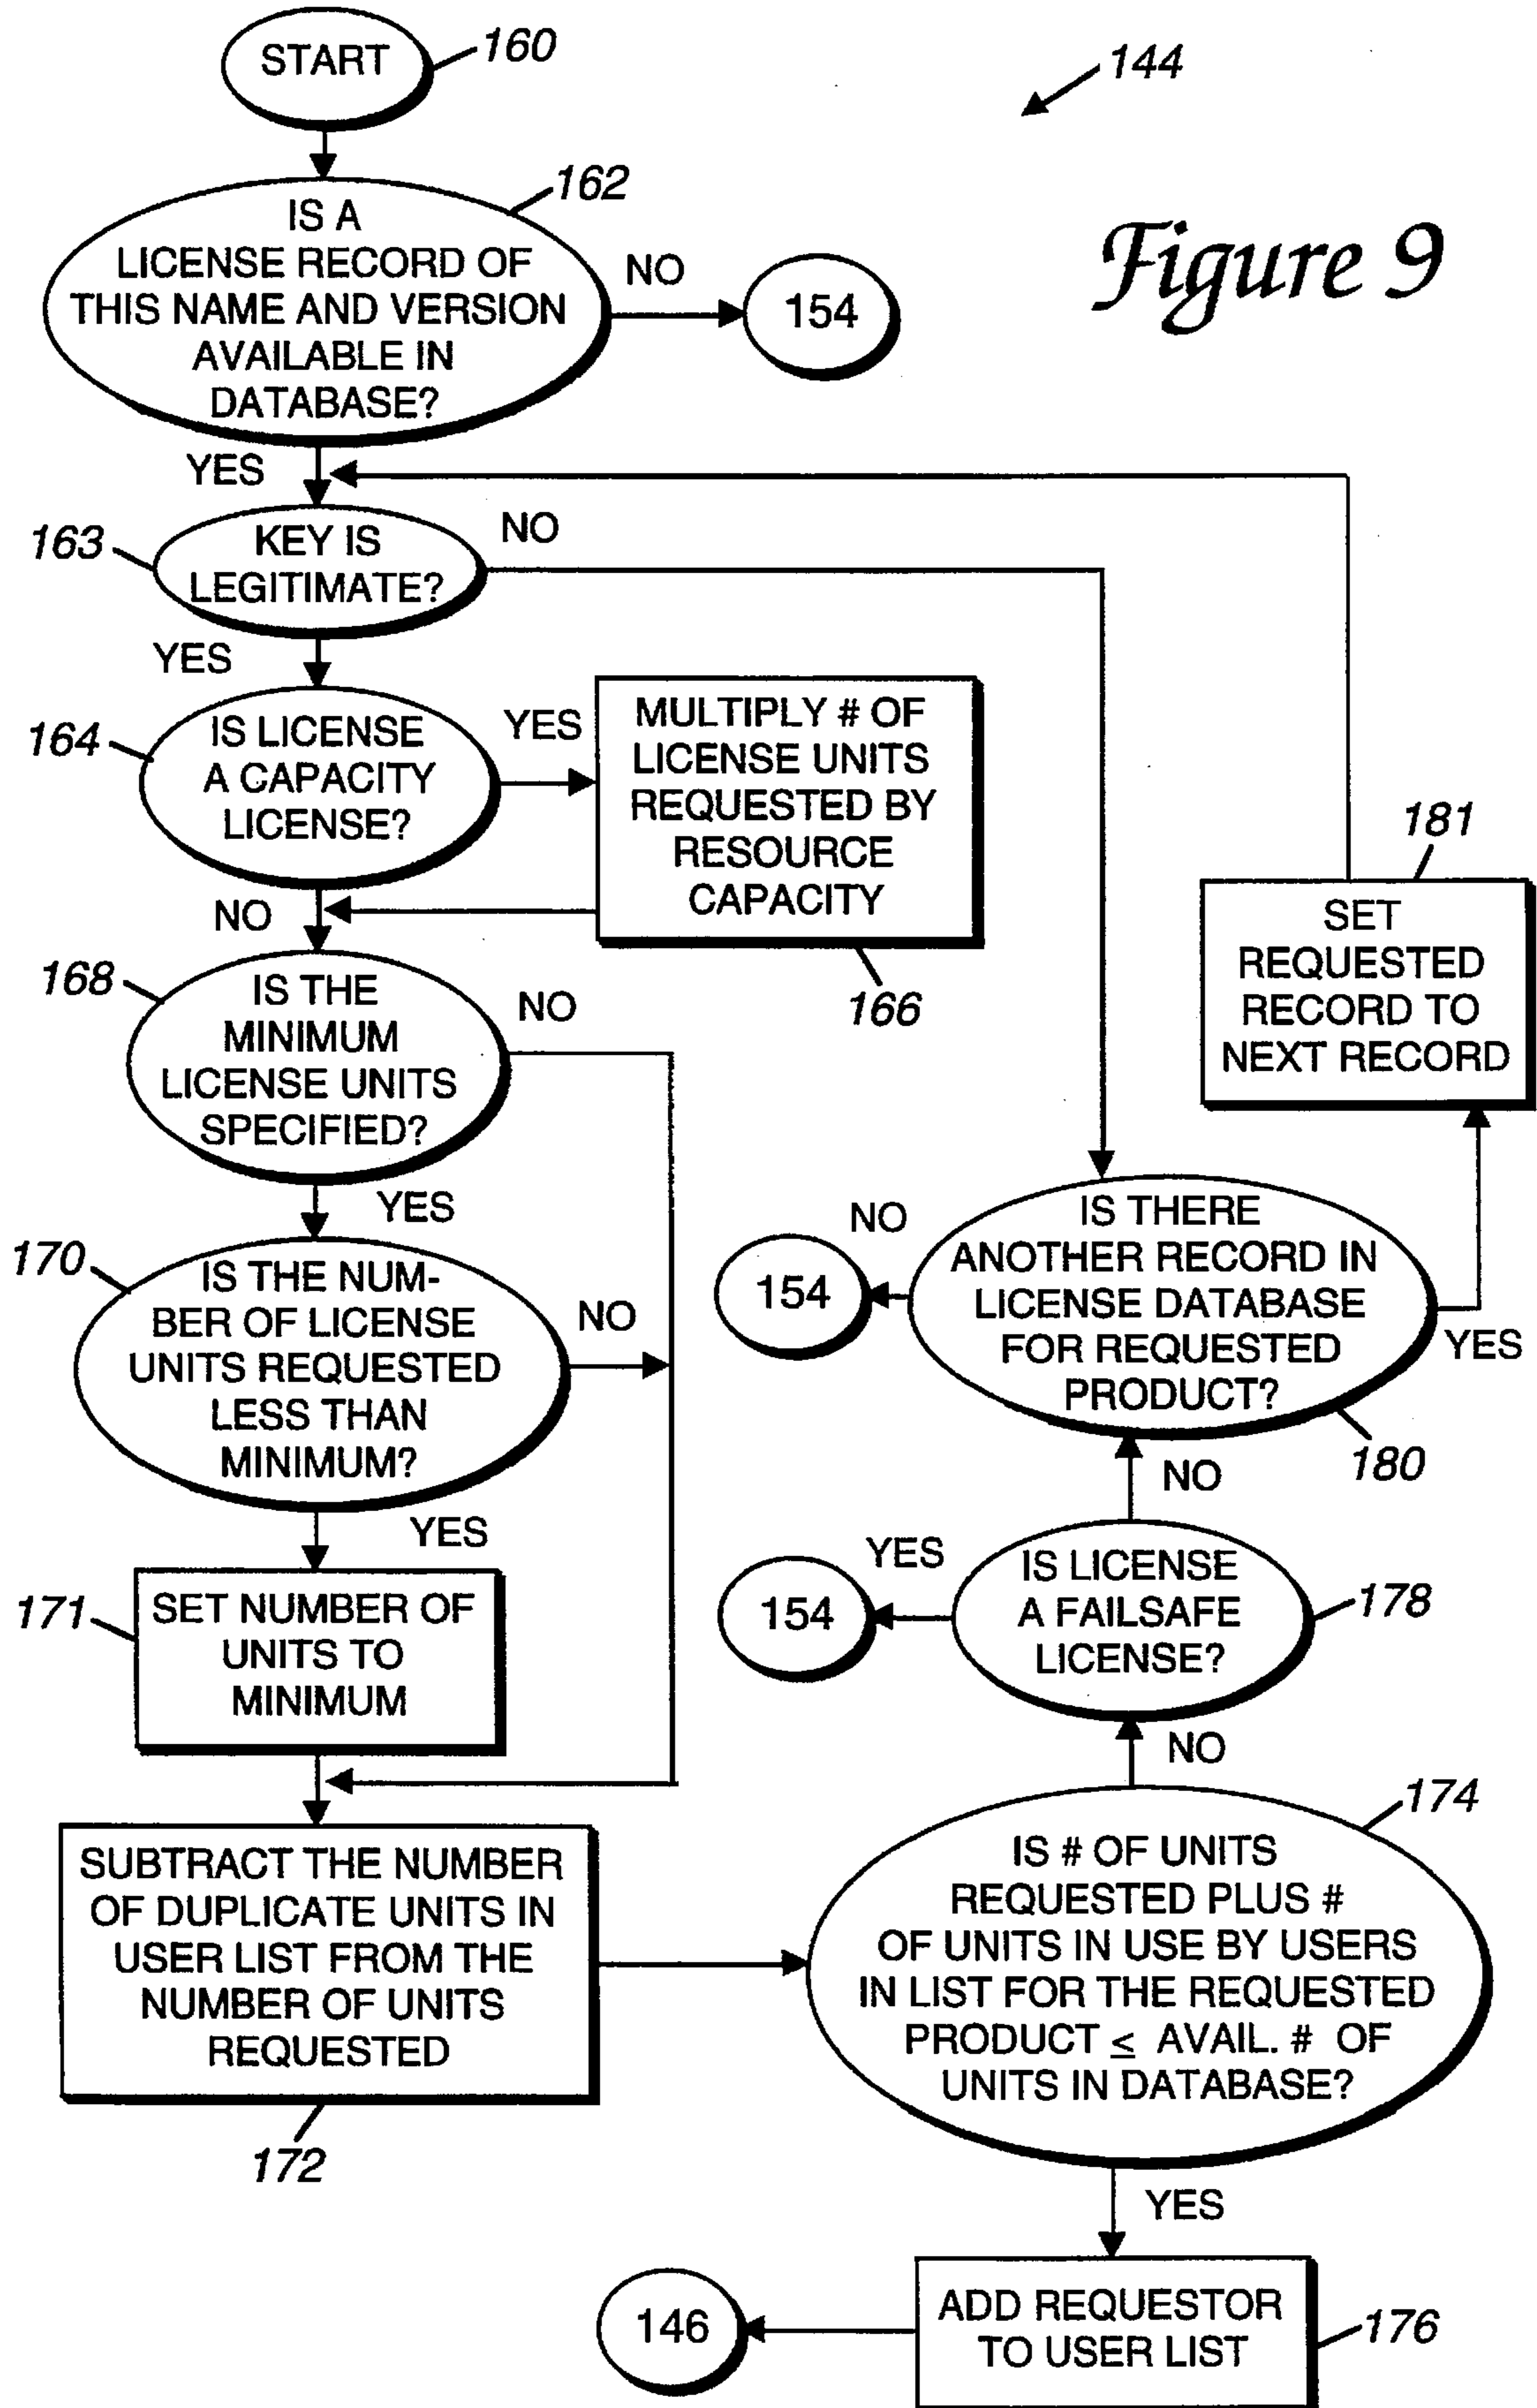 START
160
144
Figure 9
162
IS A
LICENSE RECORD OF
THIS NAME AND VERSION
AVAILABLE IN
DATABASE?
NO
154
YES
163
KEY IS
LEGITIMATE?
NO
YES
164
IS LICENSE
A CAPACITY
LICENSE?
YES
MULTIPLY # OF
LICENSE UNITS
REQUESTED BY
RESOURCE
CAPACITY
166
NO
168
IS THE
MINIMUM
LICENSE UNITS
SPECIFIED?
NO
YES
170
IS THE NUM-
BER OF LICENSE
UNITS REQUESTED
LESS THAN
MINIMUM?
NO
YES
171
SET NUMBER OF
UNITS TO
MINIMUM
SUBTRACT THE NUMBER
OF DUPLICATE UNITS IN
USER LIST FROM THE
NUMBER OF UNITS
REQUESTED
172
181
SET
REQUESTED
RECORD TO
NEXT RECORD
IS THERE
ANOTHER RECORD IN
LICENSE DATABASE
FOR REQUESTED
PRODUCT?
NO
154
YES
180
NO
IS LICENSE
A FAILSAFE
LICENSE?
YES
154
178
NO
174
IS # OF UNITS
REQUESTED PLUS #
OF UNITS IN USE BY USERS
IN LIST FOR THE REQUESTED
PRODUCT ≤ AVAIL. # OF
UNITS IN DATABASE?
YES
ADD REQUESTOR
TO USER LIST
176
146